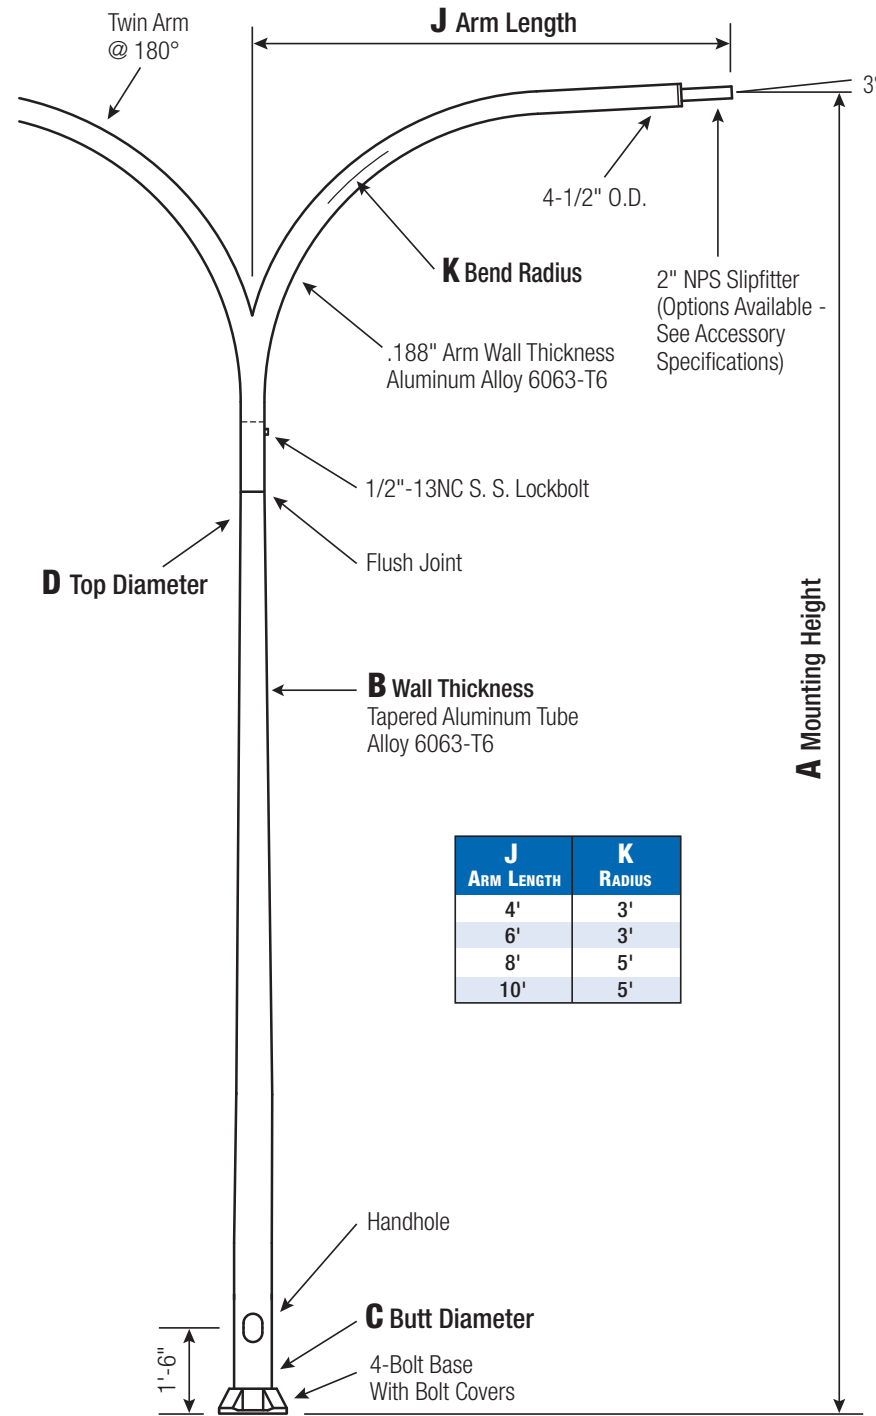 Twin Arm
@ 180°
J Arm Length
3°
4-1/2" O.D.
K Bend Radius
2" NPS Slipfitter
(Options Available -
See Accessory
Specifications)
.188" Arm Wall Thickness
Aluminum Alloy 6063-T6
1/2"-13NC S. S. Lockbolt
Flush Joint
D Top Diameter
B Wall Thickness
Tapered Aluminum Tube
Alloy 6063-T6
A Mounting Height
J K
ARM LENGTH RADIUS
4' 3'
6' 3'
8' 5'
10' 5'
Handhole
C Butt Diameter
1'-6"
4-Bolt Base
With Bolt Covers